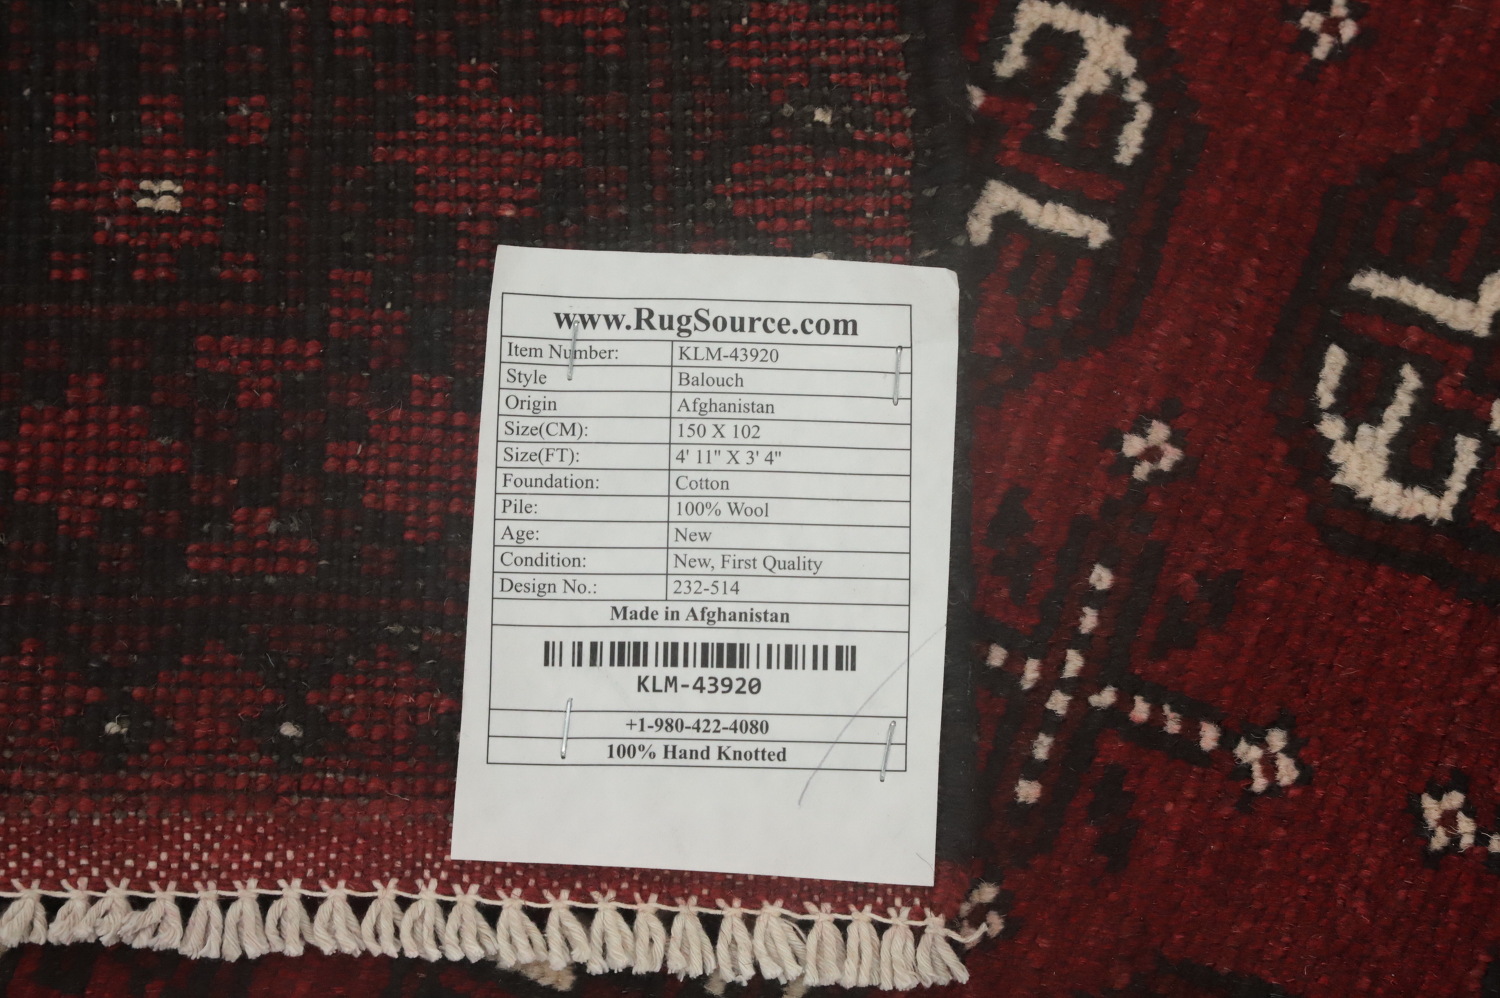 www.RugSource.com
Item Number: KLM-43920
Style Balouch
Origin Afghanistan
Size(CM): 150 X 102
Size(FT): 4' 11" X 3' 4"
Foundation: Cotton
Pile: 100% Wool
Age: New
Condition: New, First Quality
Design No.: 232-514
Made in Afghanistan
KLM-43920
+1-980-422-4080
100% Hand Knotted